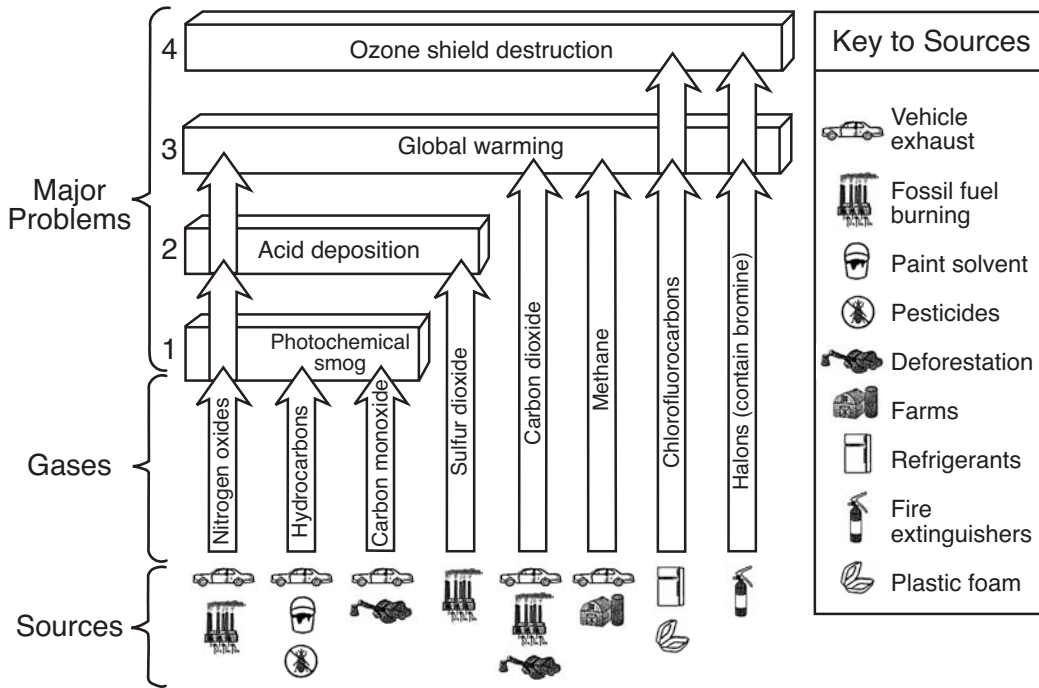 4
Ozone shield destruction
3
Global warming
Major
Problems
2
Acid deposition
1
Photochemical
smog
Gases
Nitrogen oxides
Hydrocarbons
Carbon monoxide
Sulfur dioxide
Carbon dioxide
Methane
Chlorofluorocarbons
Halons (contain bromine)
Sources
Key to Sources
Vehicle
exhaust
Fossil fuel
burning
Paint solvent
Pesticides
Deforestation
Farms
Refrigerants
Fire
extinguishers
Plastic foam